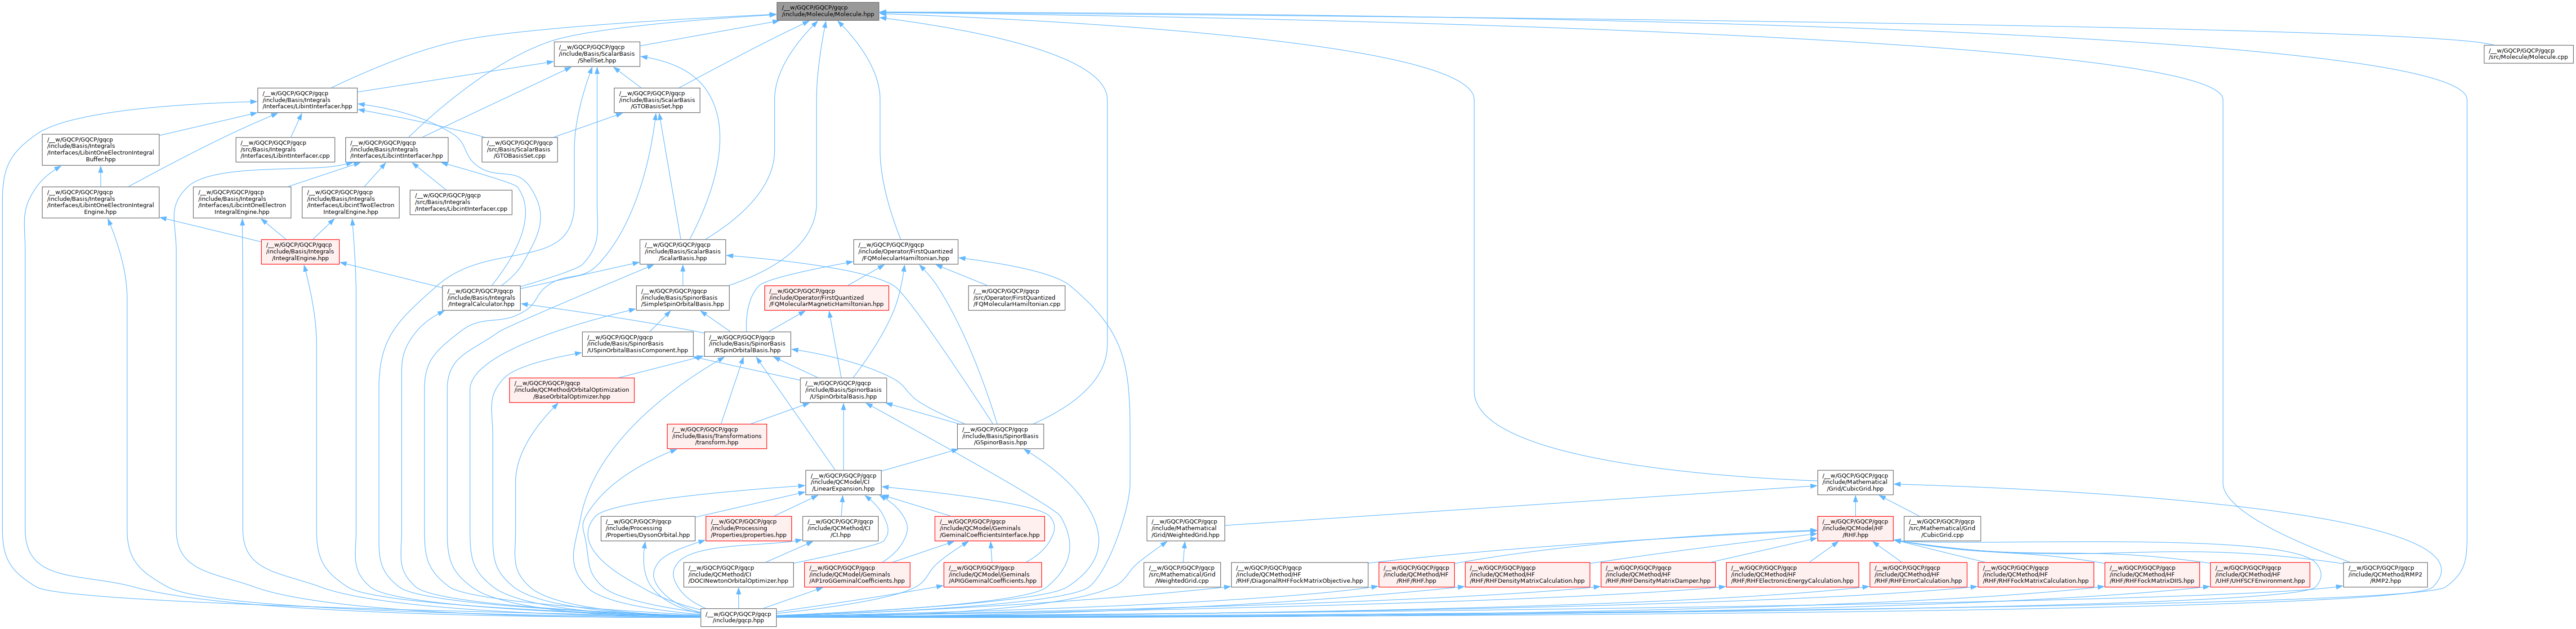 /__w/GQCP/GQCP/gqcp
/include/Molecule/Molecule.hpp
/__w/GQCP/GQCP/gqcp
/include/Basis/ScalarBasis
/ShellSet.hpp
/__w/GQCP/GQCP/gqcp
/src/Molecule/Molecule.cpp
/__w/GQCP/GQCP/gqcp
/include/Basis/Integrals
/Interfaces/LibintInterfacer.hpp
/__w/GQCP/GQCP/gqcp
/include/Basis/ScalarBasis
/GTOBasisSet.hpp
/__w/GQCP/GQCP/gqcp
/include/Basis/Integrals
/Interfaces/LibintOneElectronIntegral
Buffer.hpp
/__w/GQCP/GQCP/gqcp
/src/Basis/Integrals
/Interfaces/LibintInterfacer.cpp
/__w/GQCP/GQCP/gqcp
/include/Basis/Integrals
/Interfaces/LibcintInterfacer.hpp
/__w/GQCP/GQCP/gqcp
/src/Basis/ScalarBasis
/GTOBasisSet.cpp
/__w/GQCP/GQCP/gqcp
/include/Basis/Integrals
/Interfaces/LibintOneElectronIntegral
Engine.hpp
/__w/GQCP/GQCP/gqcp
/include/Basis/Integrals
/Interfaces/LibcintOneElectron
IntegralEngine.hpp
/__w/GQCP/GQCP/gqcp
/include/Basis/Integrals
/Interfaces/LibcintTwoElectron
IntegralEngine.hpp
/__w/GQCP/GQCP/gqcp
/src/Basis/Integrals
/Interfaces/LibcintInterfacer.cpp
/__w/GQCP/GQCP/gqcp
/include/Basis/Integrals
/IntegralEngine.hpp
/__w/GQCP/GQCP/gqcp
/include/Basis/ScalarBasis
/ScalarBasis.hpp
/__w/GQCP/GQCP/gqcp
/include/Operator/FirstQuantized
/FQMolecularHamiltonian.hpp
/__w/GQCP/GQCP/gqcp
/include/Basis/Integrals
/IntegralCalculator.hpp
/__w/GQCP/GQCP/gqcp
/include/Basis/SpinorBasis
/SimpleSpinOrbitalBasis.hpp
/__w/GQCP/GQCP/gqcp
/include/Operator/FirstQuantized
/FQMolecularMagneticHamiltonian.hpp
/__w/GQCP/GQCP/gqcp
/src/Operator/FirstQuantized
/FQMolecularHamiltonian.cpp
/__w/GQCP/GQCP/gqcp
/include/Basis/SpinorBasis
/USpinOrbitalBasisComponent.hpp
/__w/GQCP/GQCP/gqcp
/include/Basis/SpinorBasis
/RSpinOrbitalBasis.hpp
/__w/GQCP/GQCP/gqcp
/include/QCMethod/OrbitalOptimization
/BaseOrbitalOptimizer.hpp
/__w/GQCP/GQCP/gqcp
/include/Basis/SpinorBasis
/USpinOrbitalBasis.hpp
/__w/GQCP/GQCP/gqcp
/include/Basis/Transformations
/transform.hpp
/__w/GQCP/GQCP/gqcp
/include/Basis/SpinorBasis
/GSpinorBasis.hpp
/__w/GQCP/GQCP/gqcp
/include/QCModel/CI
/LinearExpansion.hpp
/__w/GQCP/GQCP/gqcp
/include/Mathematical
/Grid/CubicGrid.hpp
/__w/GQCP/GQCP/gqcp
/include/Processing
/Properties/DysonOrbital.hpp
/__w/GQCP/GQCP/gqcp
/include/Processing
/Properties/properties.hpp
/__w/GQCP/GQCP/gqcp
/include/QCMethod/CI
/CI.hpp
/__w/GQCP/GQCP/gqcp
/include/QCModel/Geminals
/GeminalCoefficientsInterface.hpp
/__w/GQCP/GQCP/gqcp
/include/Mathematical
/Grid/WeightedGrid.hpp
/__w/GQCP/GQCP/gqcp
/include/QCModel/HF
/RHF.hpp
/__w/GQCP/GQCP/gqcp
/src/Mathematical/Grid
/CubicGrid.cpp
/__w/GQCP/GQCP/gqcp
/include/QCMethod/CI
/DOCINewtonOrbitalOptimizer.hpp
/__w/GQCP/GQCP/gqcp
/include/QCModel/Geminals
/AP1roGGeminalCoefficients.hpp
/__w/GQCP/GQCP/gqcp
/include/QCModel/Geminals
/APIGGeminalCoefficients.hpp
/__w/GQCP/GQCP/gqcp
/src/Mathematical/Grid
/WeightedGrid.cpp
/__w/GQCP/GQCP/gqcp
/include/QCMethod/HF
/RHF/DiagonalRHFFockMatrixObjective.hpp
/__w/GQCP/GQCP/gqcp
/include/QCMethod/HF
/RHF/RHF.hpp
/__w/GQCP/GQCP/gqcp
/include/QCMethod/HF
/RHF/RHFDensityMatrixCalculation.hpp
/__w/GQCP/GQCP/gqcp
/include/QCMethod/HF
/RHF/RHFDensityMatrixDamper.hpp
/__w/GQCP/GQCP/gqcp
/include/QCMethod/HF
/RHF/RHFElectronicEnergyCalculation.hpp
/__w/GQCP/GQCP/gqcp
/include/QCMethod/HF
/RHF/RHFErrorCalculation.hpp
/__w/GQCP/GQCP/gqcp
/include/QCMethod/HF
/RHF/RHFFockMatrixCalculation.hpp
/__w/GQCP/GQCP/gqcp
/include/QCMethod/HF
/RHF/RHFFockMatrixDIIS.hpp
/__w/GQCP/GQCP/gqcp
/include/QCMethod/HF
/UHF/UHFSCFEnvironment.hpp
/__w/GQCP/GQCP/gqcp
/include/QCMethod/RMP2
/RMP2.hpp
/__w/GQCP/GQCP/gqcp
/include/gqcp.hpp